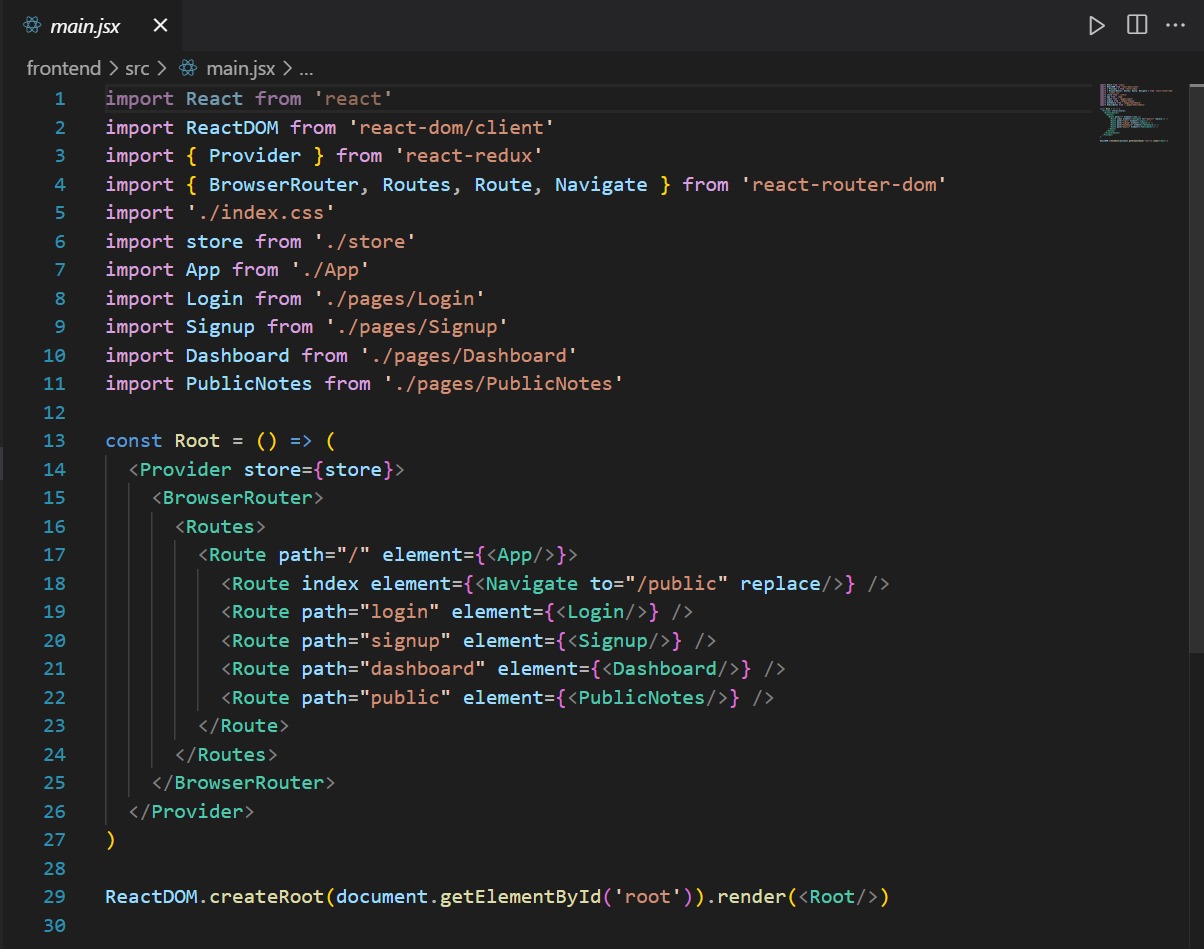 main.jsx
frontend > src > main.jsx > ...
1 import React from 'react'
2 import ReactDOM from 'react-dom/client'
3 import { Provider } from 'react-redux'
4 import { BrowserRouter, Routes, Route, Navigate } from 'react-router-dom'
5 import './index.css'
6 import store from './store'
7 import App from './App'
8 import Login from './pages/Login'
9 import Signup from './pages/Signup'
10 import Dashboard from './pages/Dashboard'
11 import PublicNotes from './pages/PublicNotes'
12
13 const Root = () => (
14   <Provider store={store}>
15     <BrowserRouter>
16       <Routes>
17         <Route path="/" element={<App/>}>
18           <Route index element={<Navigate to="/public" replace/>} />
19           <Route path="login" element={<Login/>} />
20           <Route path="signup" element={<Signup/>} />
21           <Route path="dashboard" element={<Dashboard/>} />
22           <Route path="public" element={<PublicNotes/>} />
23         </Route>
24       </Routes>
25     </BrowserRouter>
26   </Provider>
27 )
28
29 ReactDOM.createRoot(document.getElementById('root')).render(<Root/>)
30